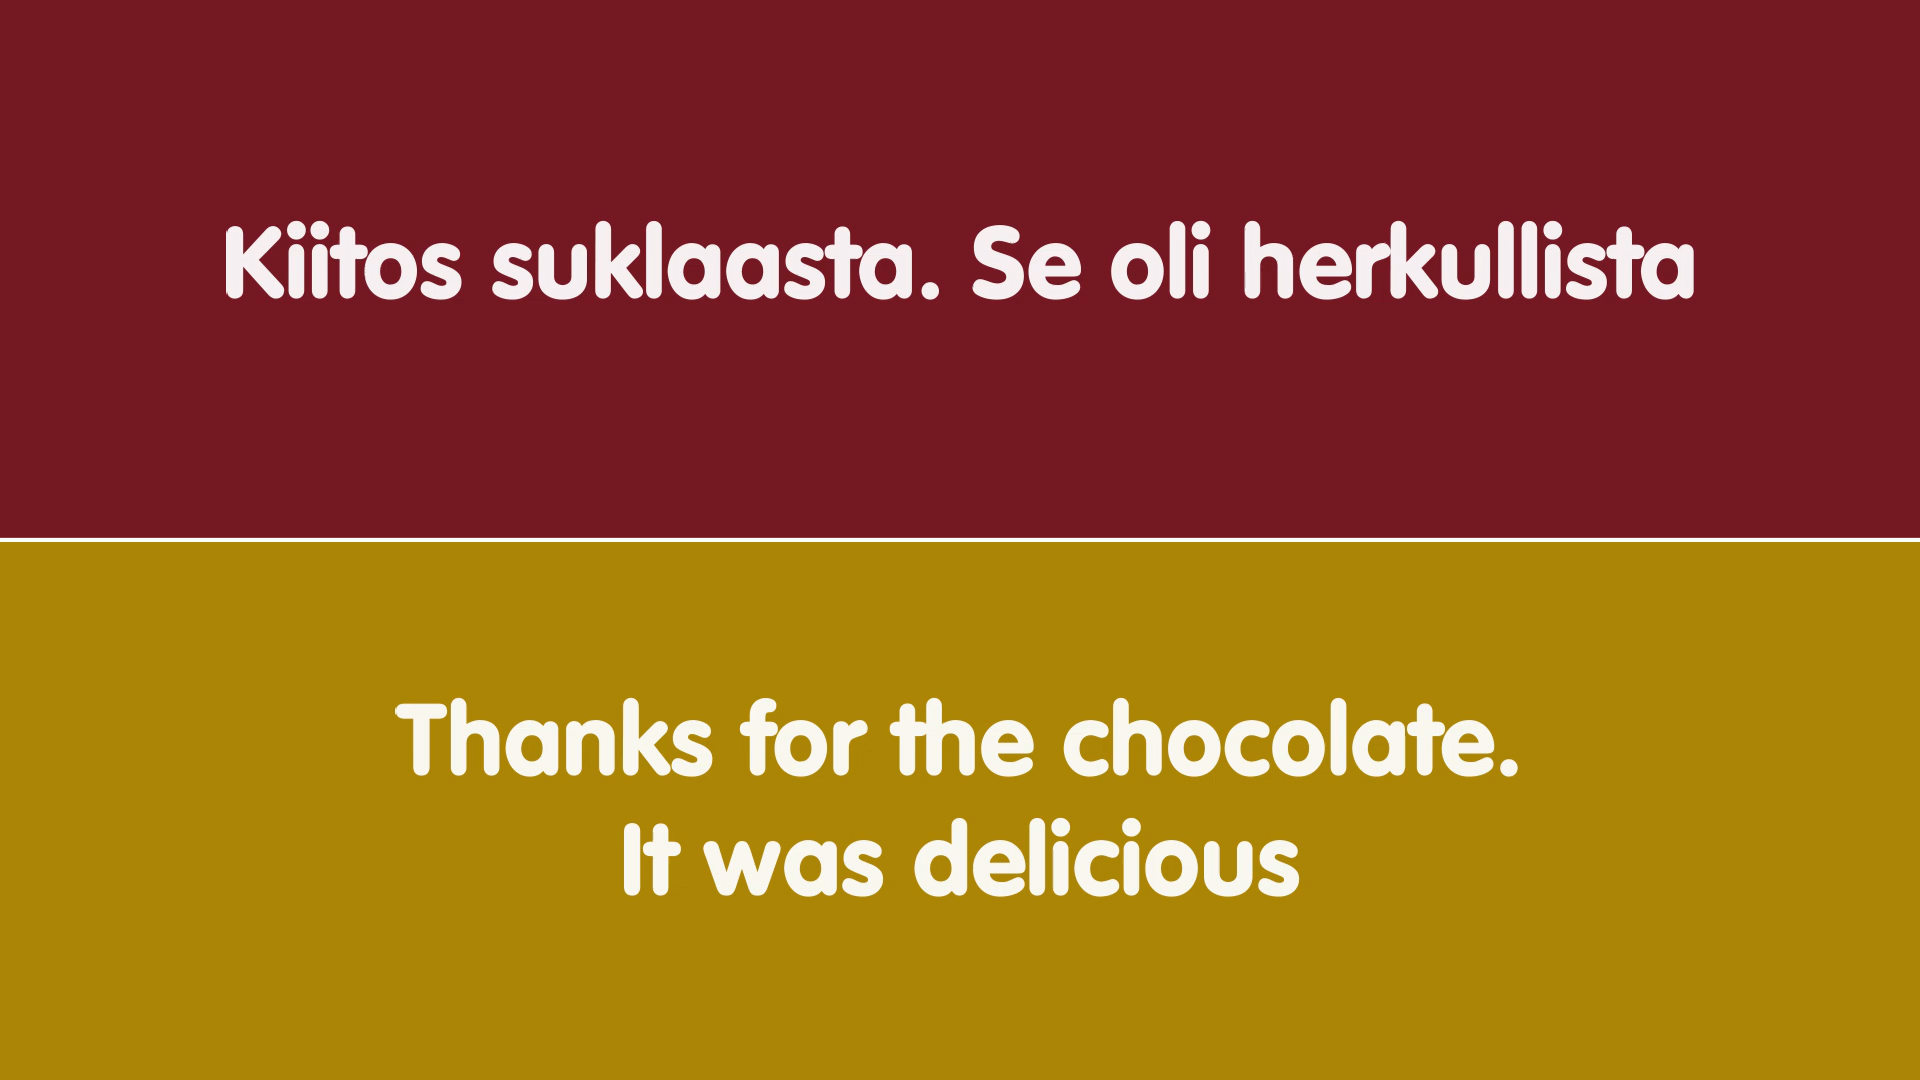 Kiitos suklaasta. Se oli herkullista
Thanks for the chocolate.
It was delicious